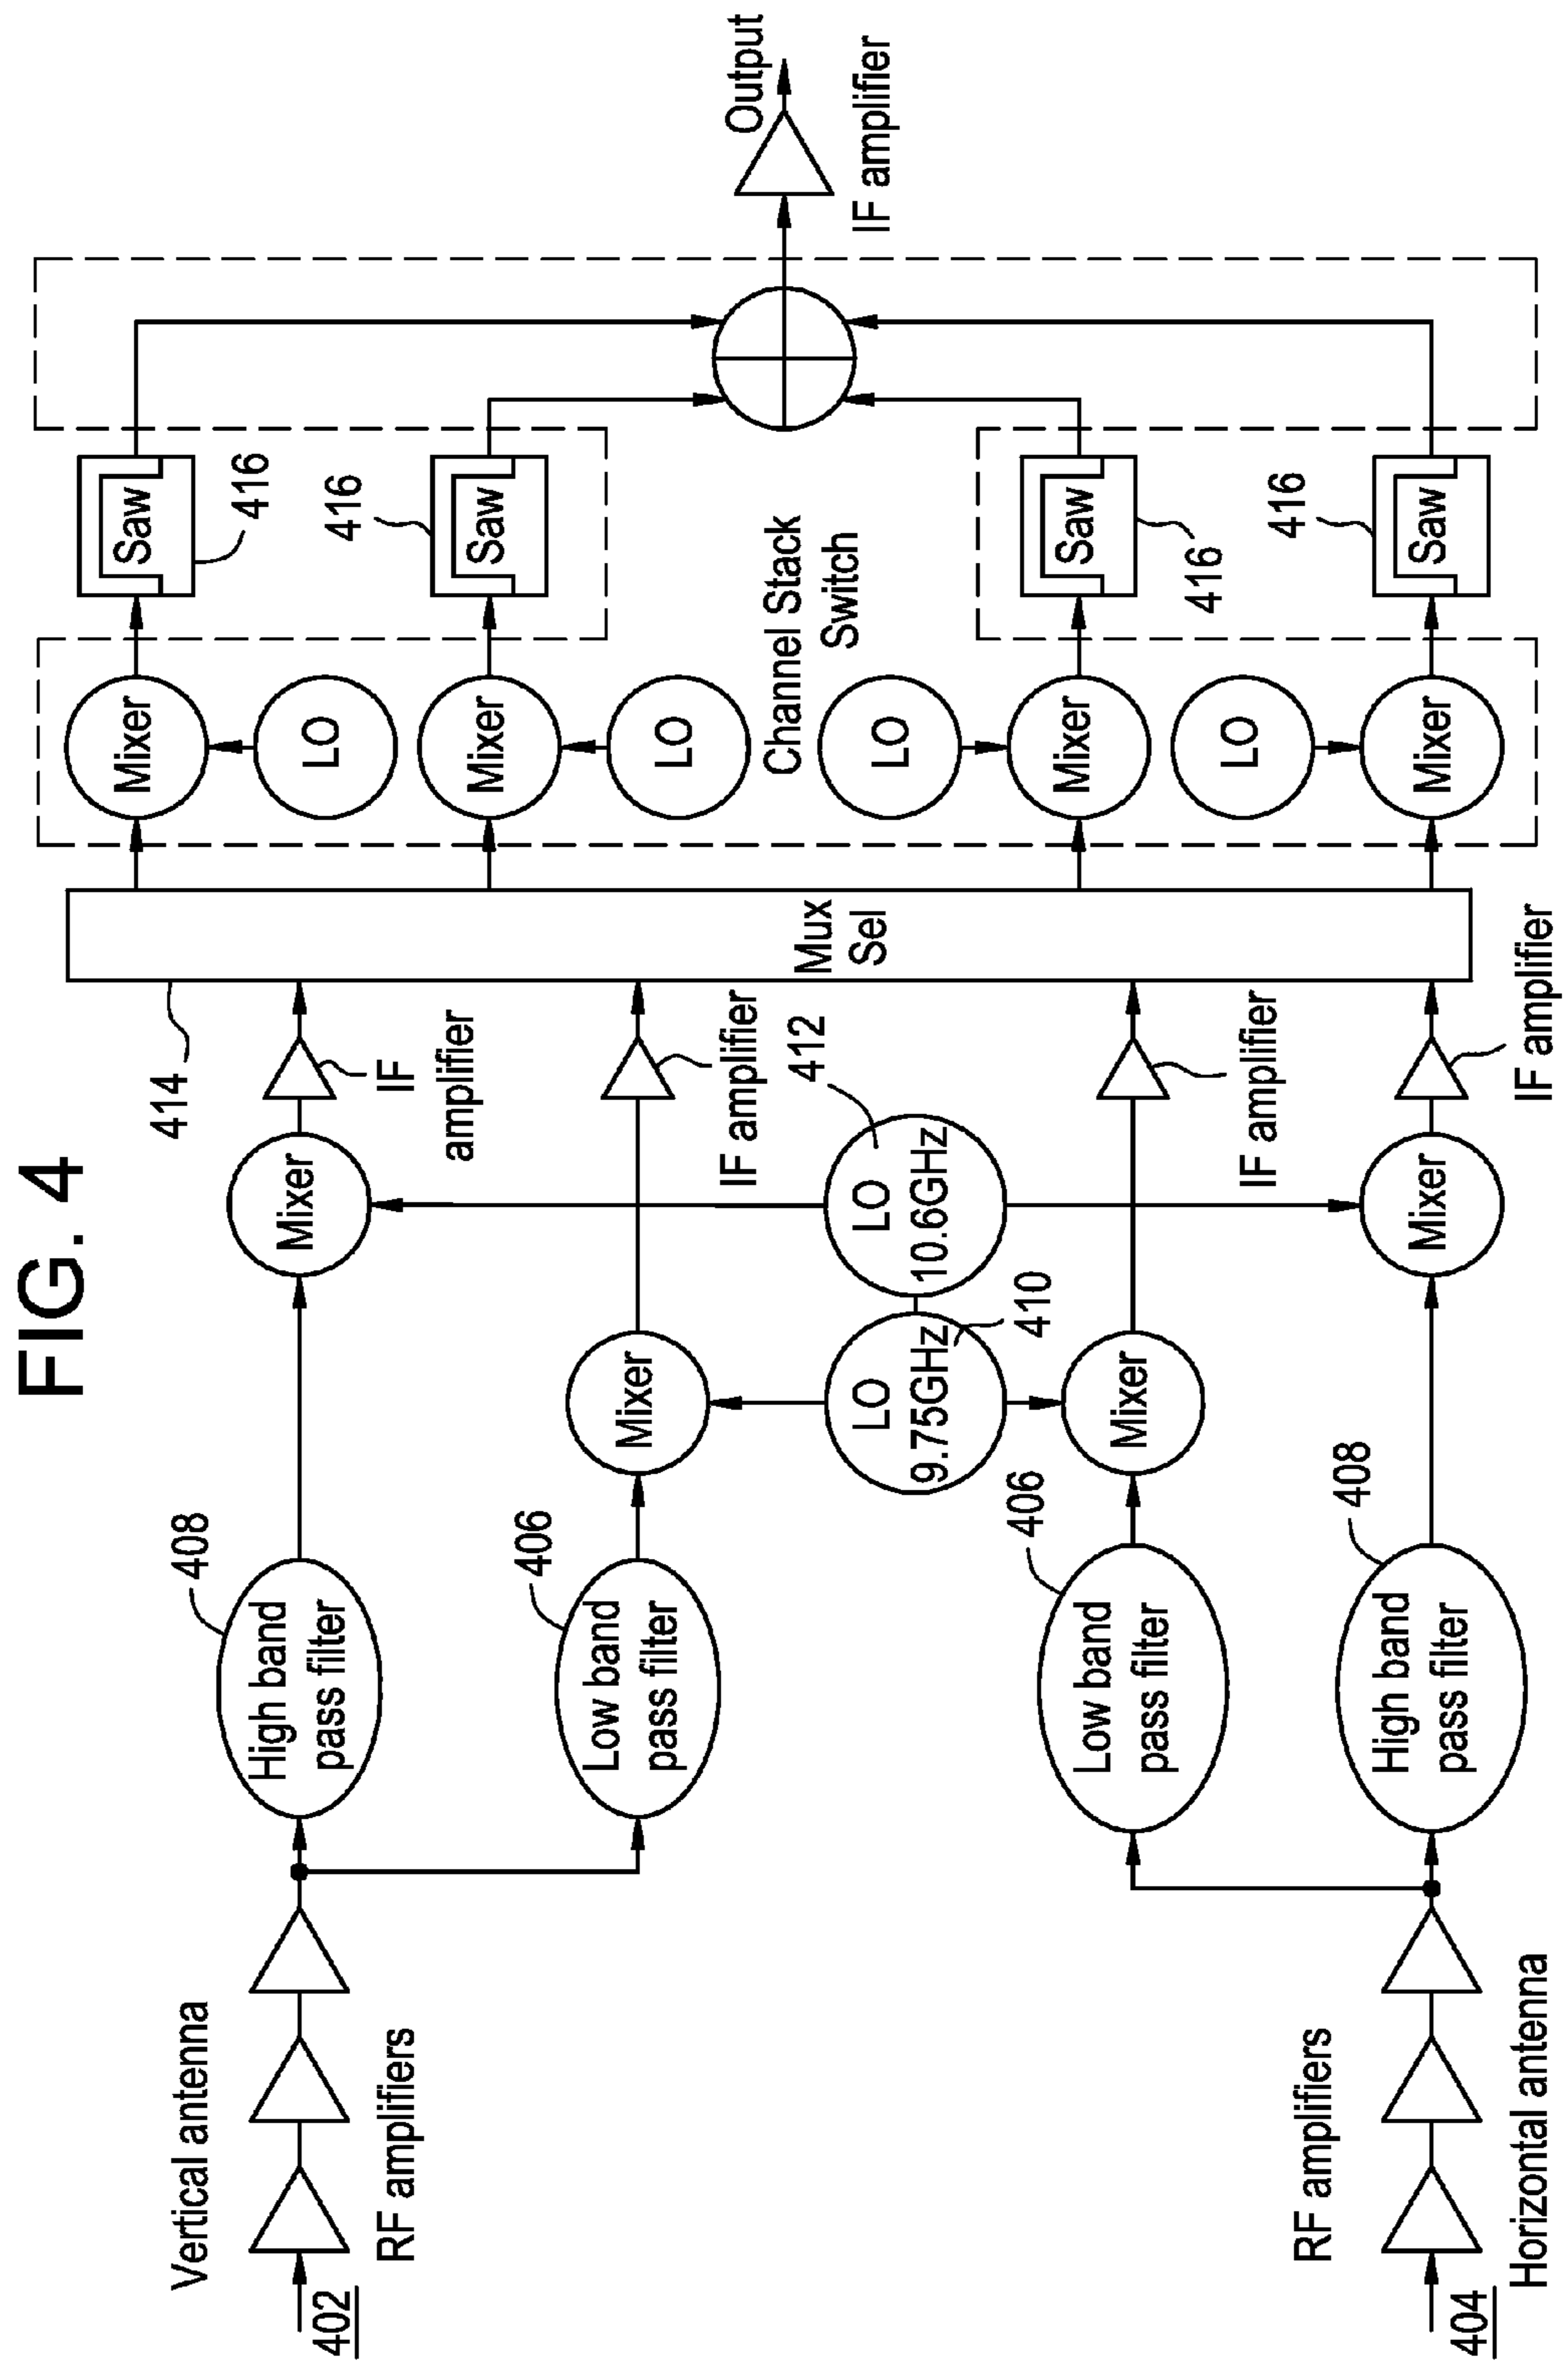 FIG. 4
Vertical antenna
402
RF amplifiers
408
High band
pass filter
Mixer
IF
amplifier
414
406
Low band
pass filter
Mixer
IF amplifier
LO
9.75GHz
410
LO
10.6GHz
412
406
Low band
pass filter
Mixer
IF amplifier
RF amplifiers
404
Horizontal antenna
408
High band
pass filter
Mixer
IF amplifier
Mux
Sel
Mixer
LO
Saw
416
Mixer
LO
Saw
416
Channel Stack
Switch
LO
Mixer
Saw
416
LO
Mixer
Saw
416
Output
IF amplifier